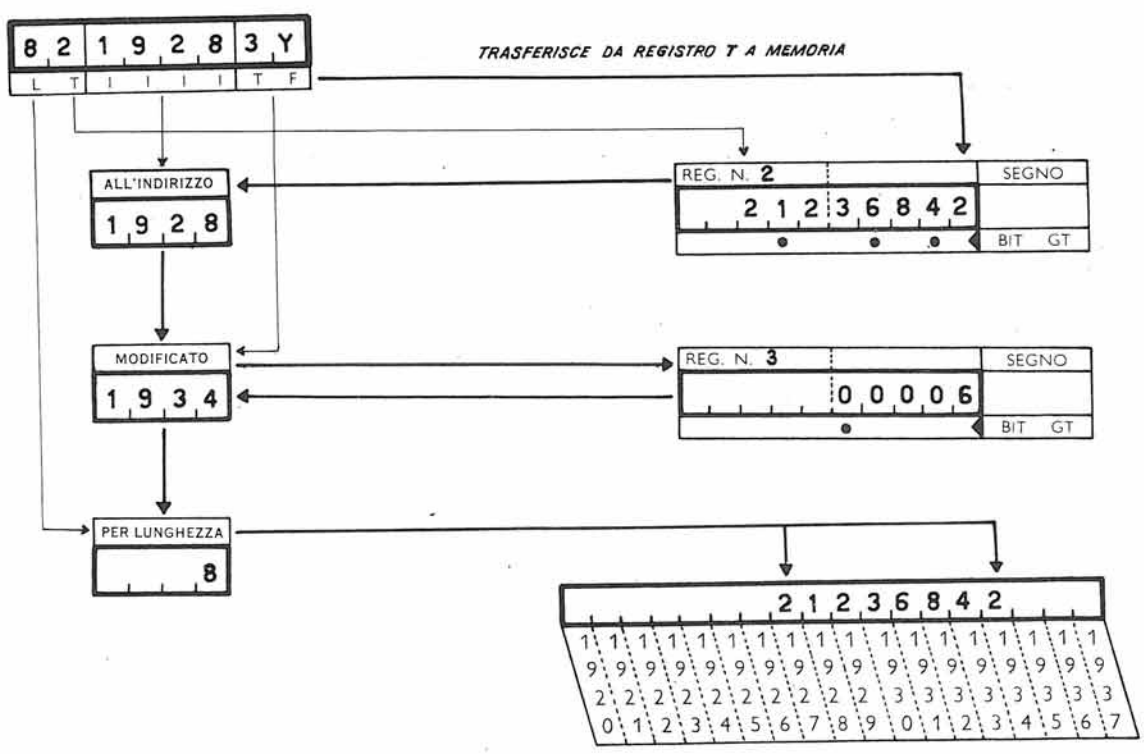 8 2 1 9 2 8 3 Y
L T I I I I T F
TRASFERISCE DA REGISTRO T A MEMORIA
ALL'INDIRIZZO
1 9 2 8
REG. N. 2 SEGNO
2 1 2 3 6 8 4 2
BIT GT
MODIFICATO
1 9 3 4
REG. N. 3 SEGNO
0 0 0 0 6
BIT GT
PER LUNGHEZZA
8
2 1 2 3 6 8 4 2
1 1 1 1 1 1 1 1 1 1 1 1 1 1 1 1 1 1
9 9 9 9 9 9 9 9 9 9 9 9 9 9 9 9 9 9
2 2 2 2 2 2 2 2 2 2 3 3 3 3 3 3 3 3
0 1 2 3 4 5 6 7 8 9 0 1 2 3 4 5 6 7